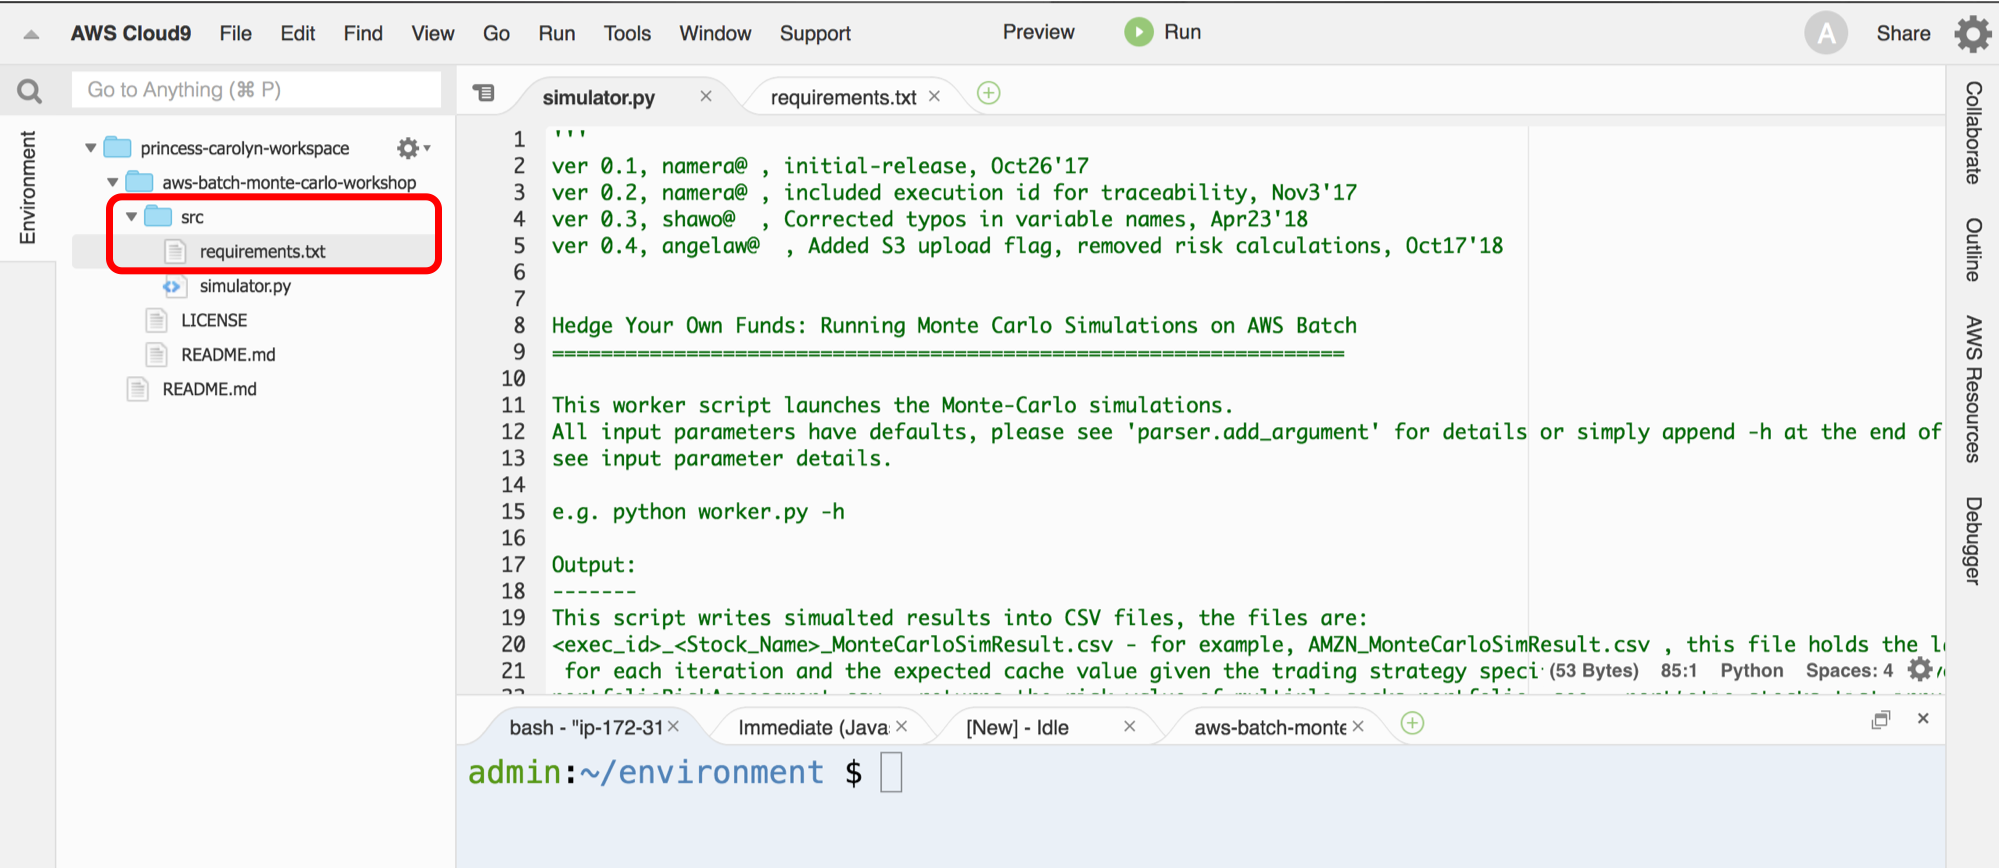 AWS Cloud9 File Edit Find View Go Run Tools Window Support Preview Run A Share
Go to Anything (⌘ P)
Environment
princess-carolyn-workspace
aws-batch-monte-carlo-workshop
src
requirements.txt
simulator.py
LICENSE
README.md
README.md
simulator.py × requirements.txt ×
1 '''
2 ver 0.1, namera@ , initial-release, Oct26'17
3 ver 0.2, namera@ , included execution id for traceability, Nov3'17
4 ver 0.3, shawo@  , Corrected typos in variable names, Apr23'18
5 ver 0.4, angelaw@  , Added S3 upload flag, removed risk calculations, Oct17'18
6
7
8 Hedge Your Own Funds: Running Monte Carlo Simulations on AWS Batch
9 =================================================================
10
11 This worker script launches the Monte-Carlo simulations.
12 All input parameters have defaults, please see 'parser.add_argument' for details or simply append -h at the end of
13 see input parameter details.
14
15 e.g. python worker.py -h
16
17 Output:
18 -------
19 This script writes simualted results into CSV files, the files are:
20 <exec_id>_<Stock_Name>_MonteCarloSimResult.csv - for example, AMZN_MonteCarloSimResult.csv , this file holds the l
21  for each iteration and the expected cache value given the trading strategy speci
(53 Bytes) 85:1 Python Spaces: 4
Collaborate
Outline
AWS Resources
Debugger
bash - "ip-172-31 × Immediate (Java × [New] - Idle × aws-batch-monte ×
admin:~/environment $